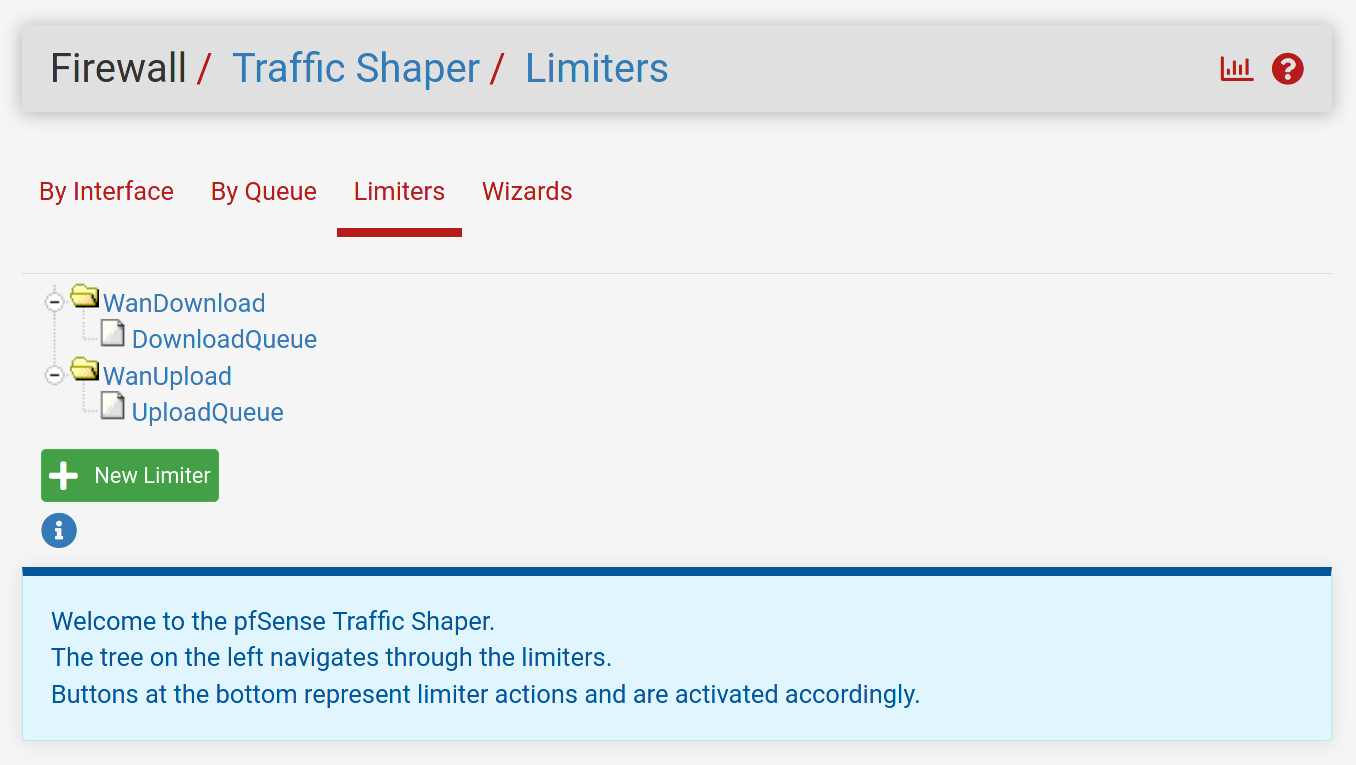 Firewall / Traffic Shaper / Limiters
By Interface By Queue Limiters Wizards
WanDownload
DownloadQueue
WanUpload
UploadQueue
New Limiter
Welcome to the pfSense Traffic Shaper.
The tree on the left navigates through the limiters.
Buttons at the bottom represent limiter actions and are activated accordingly.